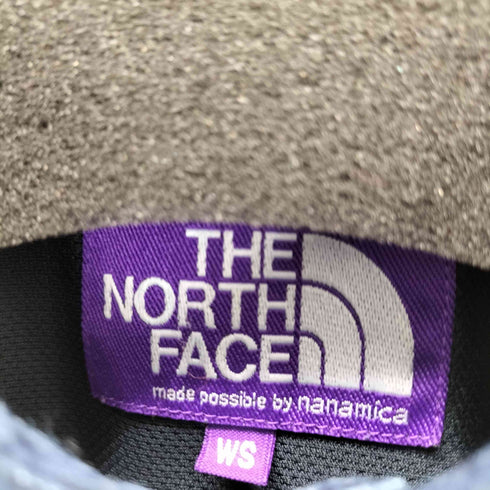 THE
NORTH
FACE
made possible by nanamica
WS